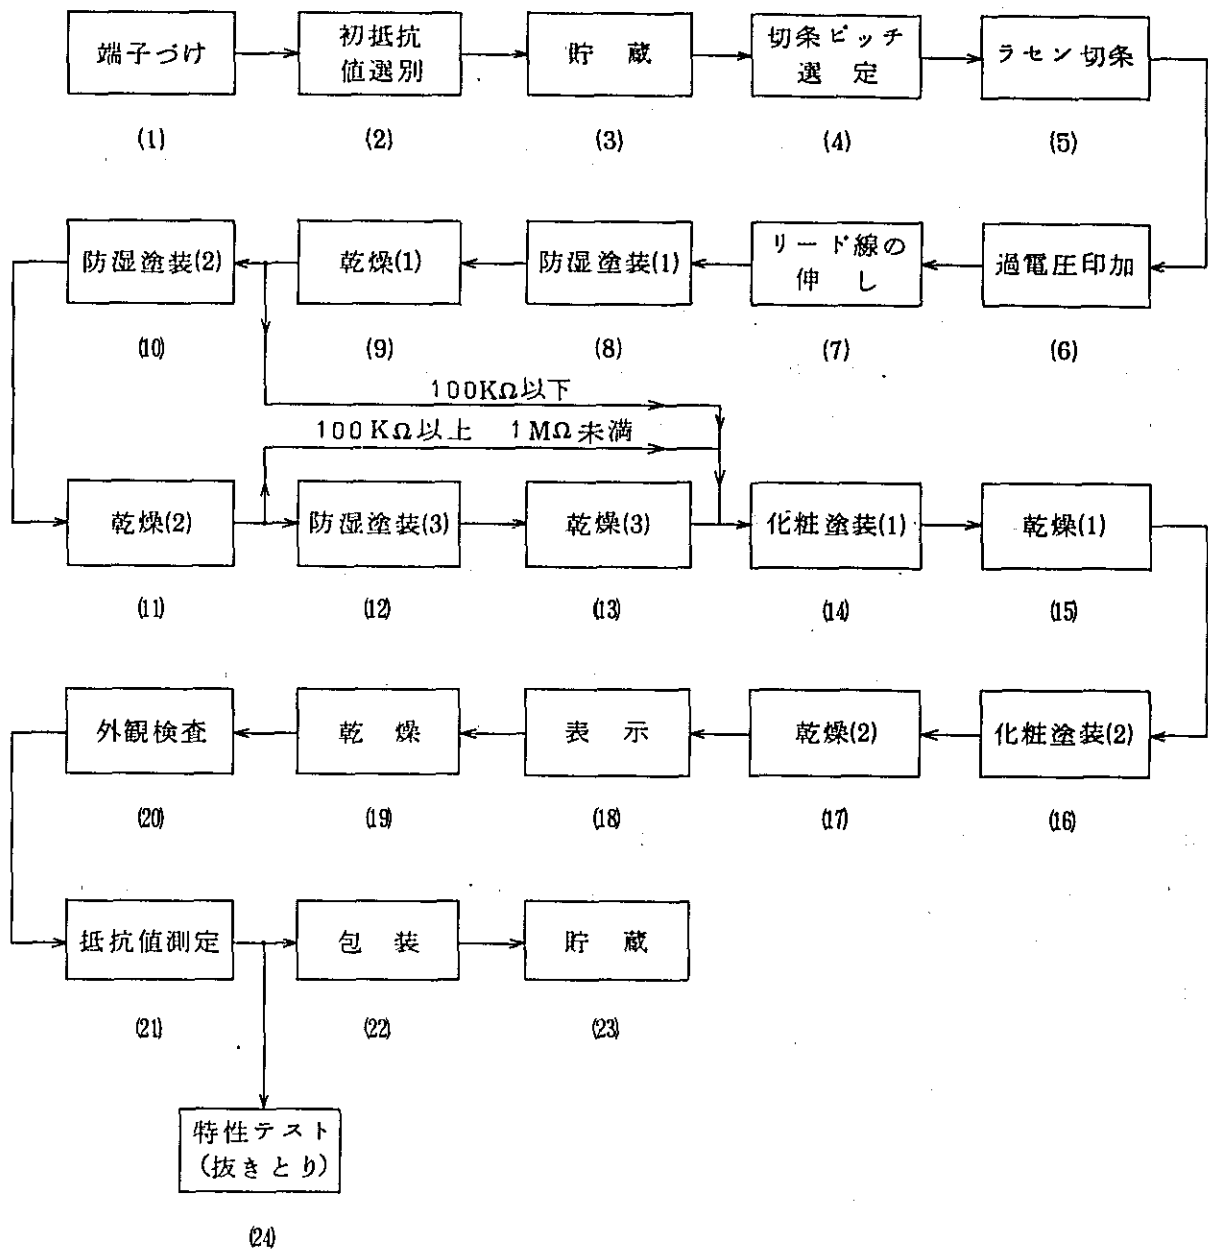 端子づけ
初抵抗
値選別
貯蔵
切条ピッチ
選定
ラセン切条
(1)
(2)
(3)
(4)
(5)
防湿塗装(2)
乾燥(1)
防湿塗装(1)
リード線の
伸し
過電圧印加
(10)
(9)
(8)
(7)
(6)
100KΩ以下
100KΩ以上 1MΩ未満
乾燥(2)
防湿塗装(3)
乾燥(3)
化粧塗装(1)
乾燥(1)
(11)
(12)
(13)
(14)
(15)
外観検査
乾燥
表示
乾燥(2)
化粧塗装(2)
(20)
(19)
(18)
(17)
(16)
抵抗値測定
包装
貯蔵
(21)
(22)
(23)
特性テスト
(抜きとり)
(24)